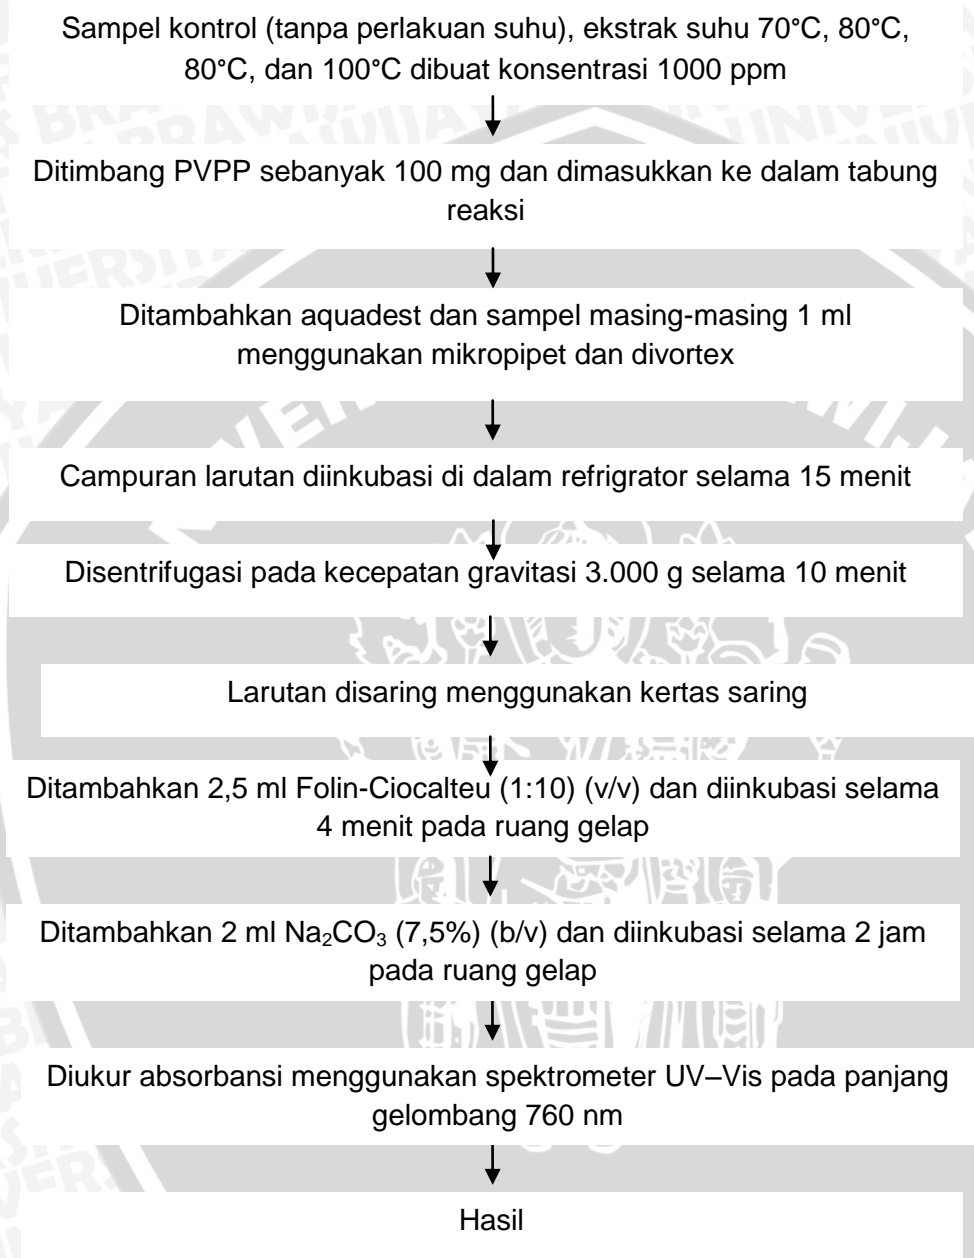 Sampel kontrol (tanpa perlakuan suhu), ekstrak suhu 70°C, 80°C,
80°C, dan 100°C dibuat konsentrasi 1000 ppm
Ditimbang PVPP sebanyak 100 mg dan dimasukkan ke dalam tabung
reaksi
Ditambahkan aquadest dan sampel masing-masing 1 ml
menggunakan mikropipet dan divortex
Campuran larutan diinkubasi di dalam refrigrator selama 15 menit
Disentrifugasi pada kecepatan gravitasi 3.000 g selama 10 menit
Larutan disaring menggunakan kertas saring
Ditambahkan 2,5 ml Folin-Ciocalteu (1:10) (v/v) dan diinkubasi selama
4 menit pada ruang gelap
Ditambahkan 2 ml Na₂CO₃ (7,5%) (b/v) dan diinkubasi selama 2 jam
pada ruang gelap
Diukur absorbansi menggunakan spektrometer UV–Vis pada panjang
gelombang 760 nm
Hasil